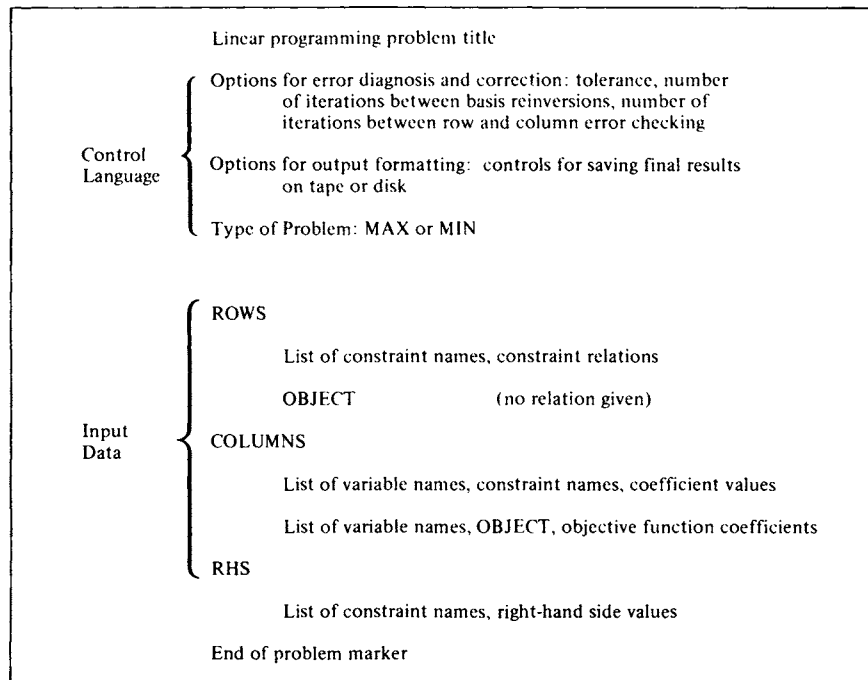 Linear programming problem title
Options for error diagnosis and correction: tolerance, number
of iterations between basis reinversions, number of
iterations between row and column error checking
Control
Language
Options for output formatting: controls for saving final results
on tape or disk
Type of Problem: MAX or MIN
ROWS
List of constraint names, constraint relations
OBJECT (no relation given)
Input
Data
COLUMNS
List of variable names, constraint names, coefficient values
List of variable names, OBJECT, objective function coefficients
RHS
List of constraint names, right-hand side values
End of problem marker